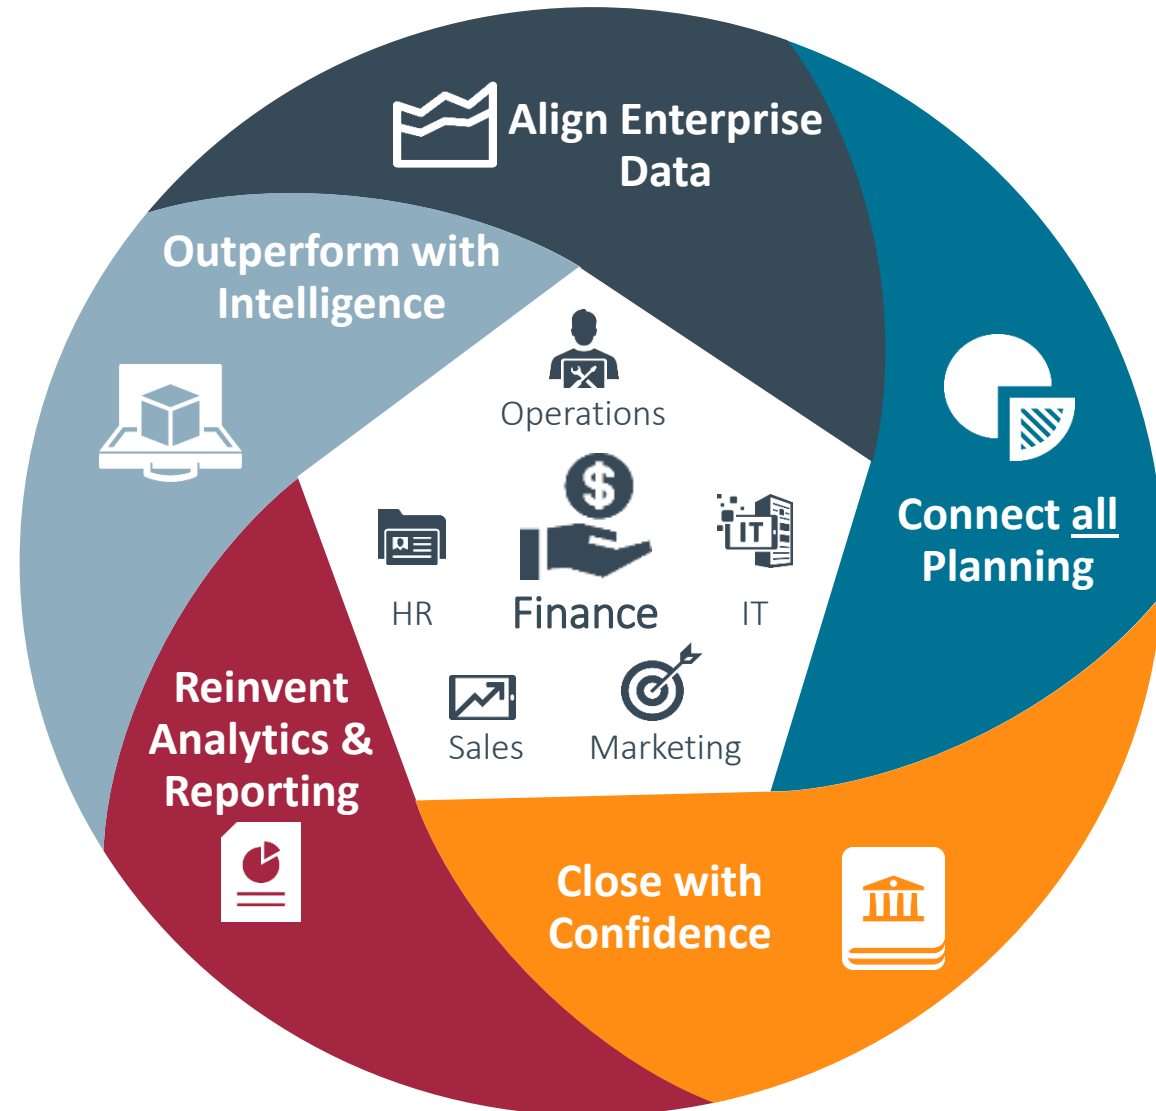 Align Enterprise
Data
Outperform with
Intelligence
Connect all
Planning
Operations
$
IT
HR
Finance
IT
Sales
Marketing
Reinvent
Analytics &
Reporting
Close with
Confidence